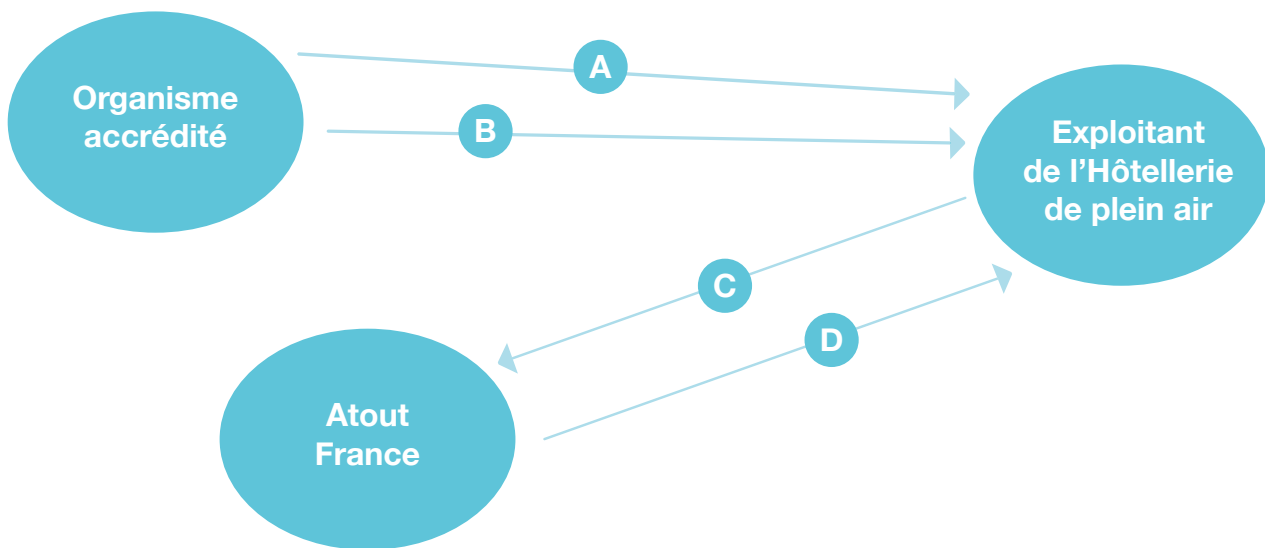 Organisme
accrédité
A
B
Exploitant
de l’Hôtellerie
de plein air
C
D
Atout
France